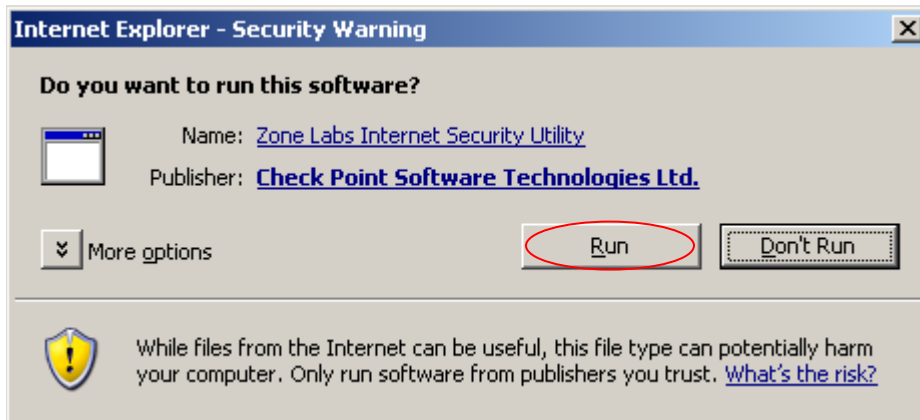 Internet Explorer - Security Warning
Do you want to run this software?
Name: Zone Labs Internet Security Utility
Publisher: Check Point Software Technologies Ltd.
More options
Run
Don't Run
While files from the Internet can be useful, this file type can potentially harm
your computer. Only run software from publishers you trust. What's the risk?